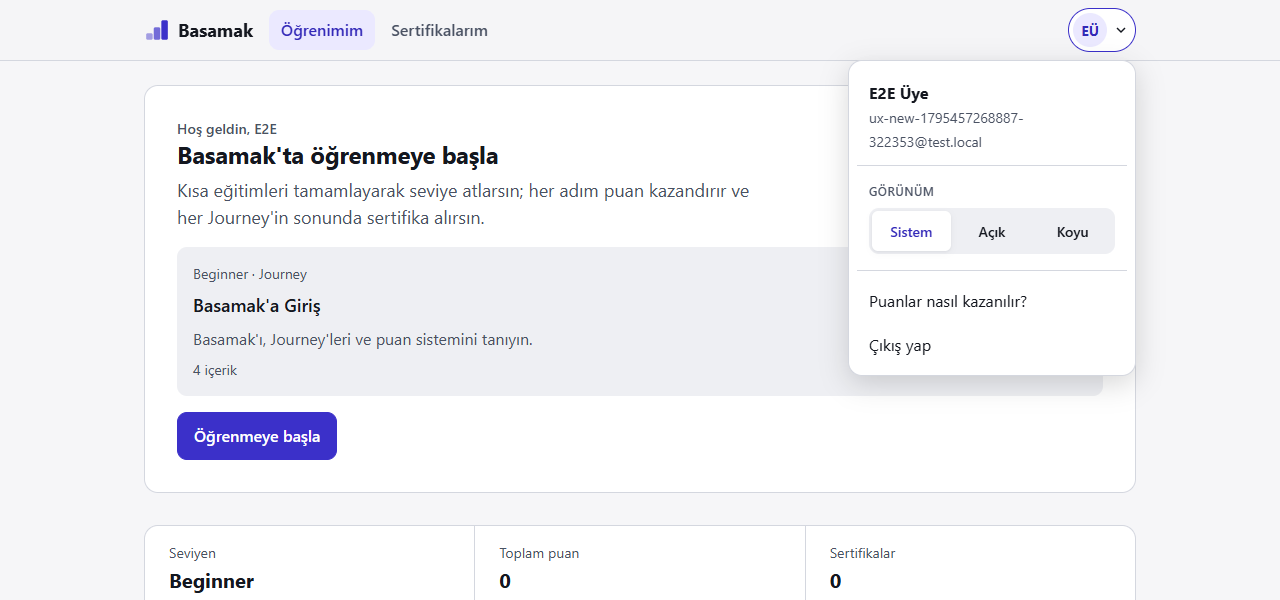 Basamak
Öğrenimim
Sertifikalarım
EÜ
E2E Üye
ux-new-1795457268887-
322353@test.local
GÖRÜNÜM
Sistem
Açık
Koyu
Puanlar nasıl kazanılır?
Çıkış yap
Hoş geldin, E2E
Basamak'ta öğrenmeye başla
Kısa eğitimleri tamamlayarak seviye atlarsın; her adım puan kazandırır ve
her Journey'in sonunda sertifika alırsın.
Beginner · Journey
Basamak'a Giriş
Basamak'ı, Journey'leri ve puan sistemini tanıyın.
4 içerik
Öğrenmeye başla
Seviyen
Beginner
Toplam puan
0
Sertifikalar
0